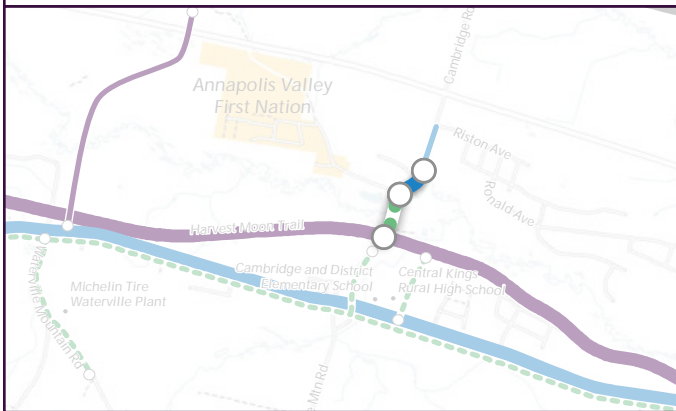 Cambridge Rd
Annapolis Valley
First Nation
Riston Ave
Ronald Ave
Harvest Moon Trail
Cambridge and District
Elementary School
Central Kings
Rural High School
Michelin Tire
Waterville Plant
Waterville Mountain Rd
Mtn Rd